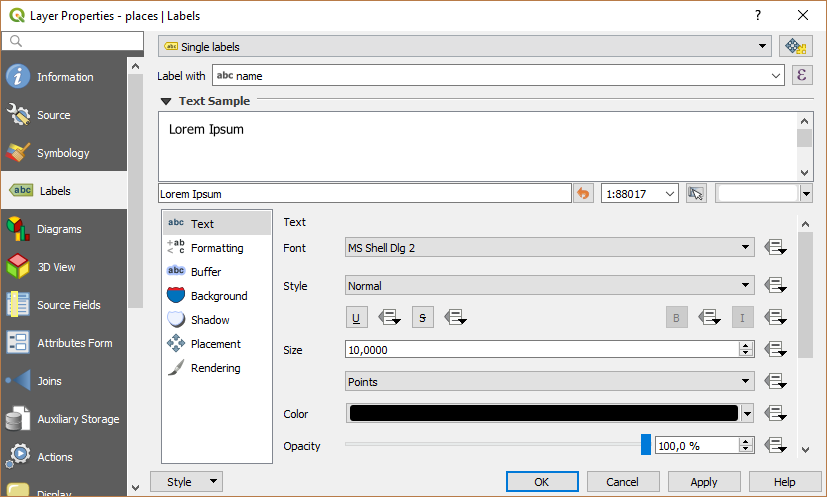 Layer Properties - places | Labels
?
Information
Source
Symbology
abc Labels
Diagrams
3D View
Source Fields
Attributes Form
Joins
Auxiliary Storage
Actions
Display
abc Single labels
Label with abc name ε
Text Sample
Lorem Ipsum
Lorem Ipsum 1:88017
abc Text
+ab < c Formatting
abc Buffer
Background
Shadow
Placement
Rendering
Text
Font MS Shell Dlg 2
Style Normal
U S B I
Size 10,0000
Points
Color
Opacity 100,0 %
Style OK Cancel Apply Help